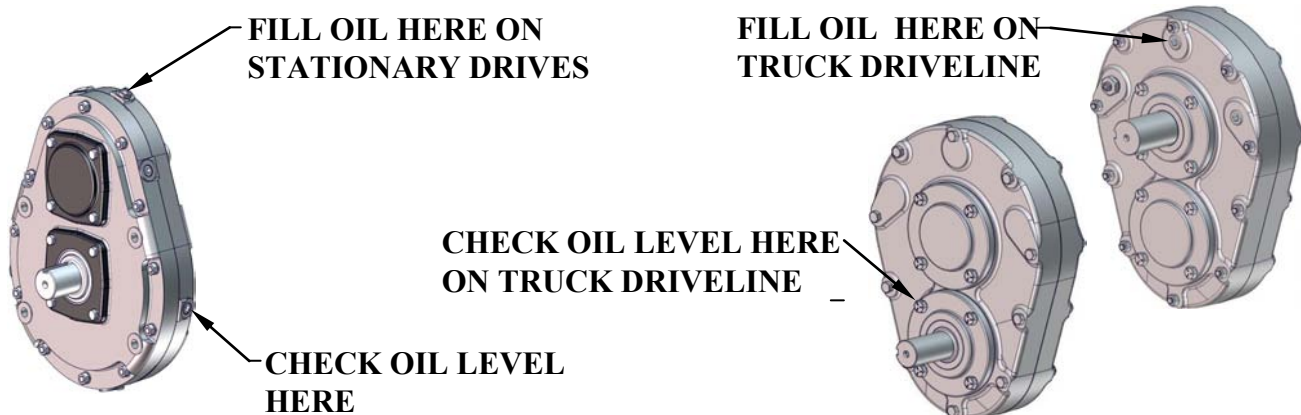 FILL OIL HERE ON
STATIONARY DRIVES
FILL OIL HERE ON
TRUCK DRIVELINE
CHECK OIL LEVEL HERE
ON TRUCK DRIVELINE
CHECK OIL LEVEL
HERE